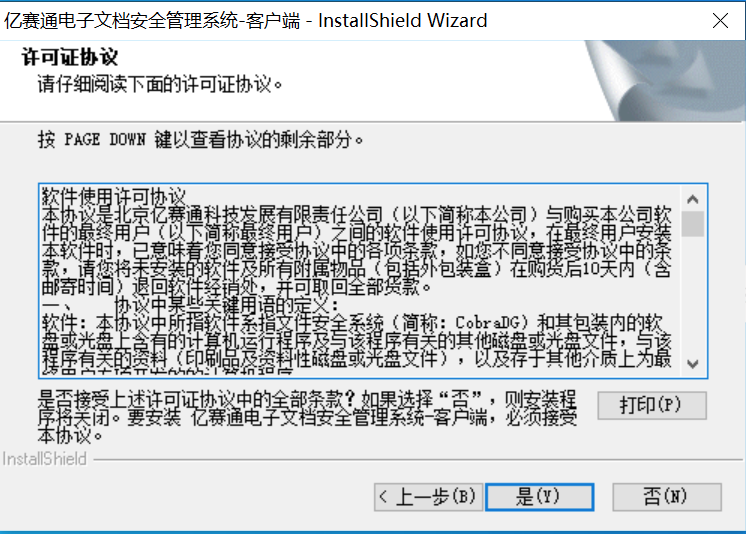 亿赛通电子文档安全管理系统-客户端 - InstallShield Wizard
许可证协议
请仔细阅读下面的许可证协议。
按 PAGE DOWN 键以查看协议的剩余部分。
软件使用许可协议
本协议是北京亿赛通科技发展有限责任公司（以下简称本公司）与购买本公司软
件的最终用户（以下简称最终用户）之间的软件使用许可协议，在最终用户安装
本软件时，已意味着您同意接受协议中的各项条款，如您不同意接受协议中的条
款，请您将未安装的软件及所有附属物品（包括外包装盒）在购货后10天内（含
邮寄时间）退回软件经销处，并可取回全部货款。
一、 协议中某些关键用语的定义：
软件：本协议中所指软件系指文件安全系统（简称：CobraDG）和其包装内的软
盘或光盘上含有的计算机运行程序及与该程序有关的其他磁盘或光盘文件，与该
程序有关的资料（印刷品及资料性磁盘或光盘文件），以及存于其他介质上为最
是否接受上述许可证协议中的全部条款？如果选择“否”，则安装程
序将关闭。要安装 亿赛通电子文档安全管理系统-客户端，必须接受
本协议。
打印(P)
InstallShield
< 上一步(B)
是(Y)
否(N)